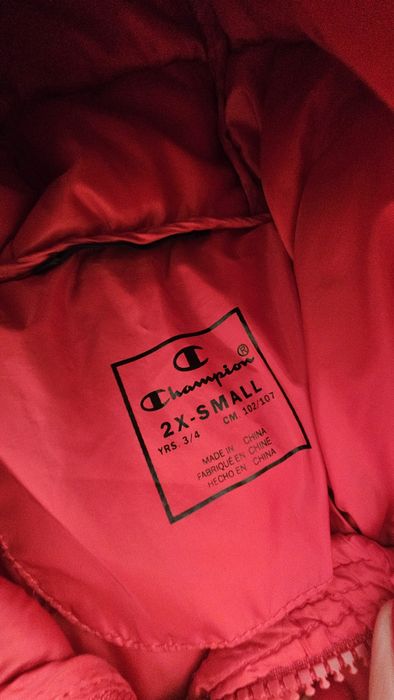 Champion®
2X-SMALL
YRS. 3/4 CM 102/107
MADE IN CHINA
FABRIQUÉ EN CHINE
HECHO EN CHINA